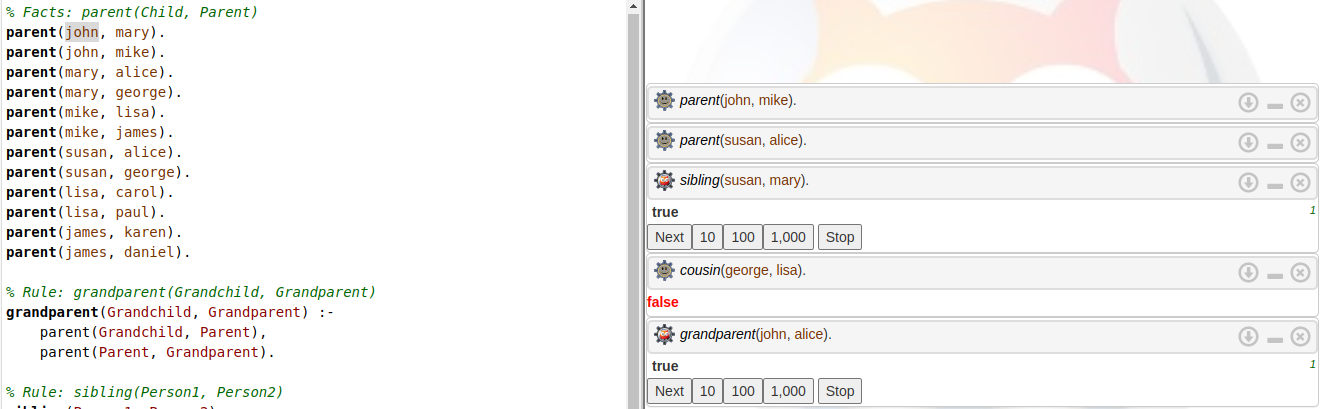 % Facts: parent(Child, Parent)
parent(john, mary).
parent(john, mike).
parent(mary, alice).
parent(mary, george).
parent(mike, lisa).
parent(mike, james).
parent(susan, alice).
parent(susan, george).
parent(lisa, carol).
parent(lisa, paul).
parent(james, karen).
parent(james, daniel).
% Rule: grandparent(Grandchild, Grandparent)
grandparent(Grandchild, Grandparent) :-
    parent(Grandchild, Parent),
    parent(Parent, Grandparent).
% Rule: sibling(Person1, Person2)
parent(john, mike).
parent(susan, alice).
sibling(susan, mary).
true 1
Next 10 100 1,000 Stop
cousin(george, lisa).
false
grandparent(john, alice).
true 1
Next 10 100 1,000 Stop